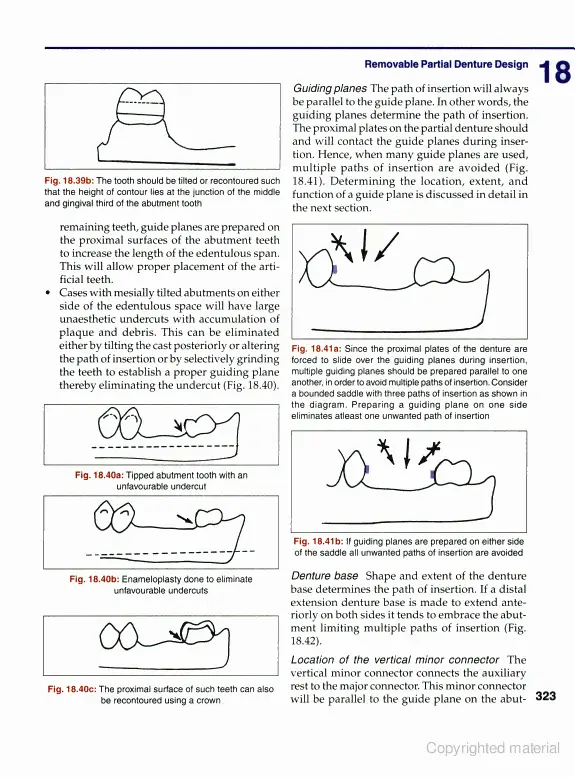 Removable Partial Denture Design
18
Fig. 18.39b: The tooth should be tilted or recontoured such
that the height of contour lies at the junction of the middle
and gingival third of the abutment tooth
remaining teeth, guide planes are prepared on
the proximal surfaces of the abutment teeth
to increase the length of the edentulous span.
This will allow proper placement of the arti-
ficial teeth.
• Cases with mesially tilted abutments on either
side of the edentulous space will have large
unaesthetic undercuts with accumulation of
plaque and debris. This can be eliminated
either by tilting the cast posteriorly or altering
the path of insertion or by selectively grinding
the teeth to establish a proper guiding plane
thereby eliminating the undercut (Fig. 18.40).
Fig. 18.40a: Tipped abutment tooth with an
unfavourable undercut
Fig. 18.40b: Enameloplasty done to eliminate
unfavourable undercuts
Fig. 18.40c: The proximal surface of such teeth can also
be recontoured using a crown
Guiding planes The path of insertion will always
be parallel to the guide plane. In other words, the
guiding planes determine the path of insertion.
The proximal plates on the partial denture should
and will contact the guide planes during inser-
tion. Hence, when many guide planes are used,
multiple paths of insertion are avoided (Fig.
18.41). Determining the location, extent, and
function of a guide plane is discussed in detail in
the next section.
Fig. 18.41a: Since the proximal plates of the denture are
forced to slide over the guiding planes during insertion,
multiple guiding planes should be prepared parallel to one
another, in order to avoid multiple paths of insertion. Consider
a bounded saddle with three paths of insertion as shown in
the diagram. Preparing a guiding plane on one side
eliminates atleast one unwanted path of insertion
Fig. 18.41b: If guiding planes are prepared on either side
of the saddle all unwanted paths of insertion are avoided
Denture base Shape and extent of the denture
base determines the path of insertion. If a distal
extension denture base is made to extend ante-
riorly on both sides it tends to embrace the abut-
ment limiting multiple paths of insertion (Fig.
18.42).
Location of the vertical minor connector The
vertical minor connector connects the auxiliary
rest to the major connector. This minor connector
will be parallel to the guide plane on the abut-
323
Copyrighted material